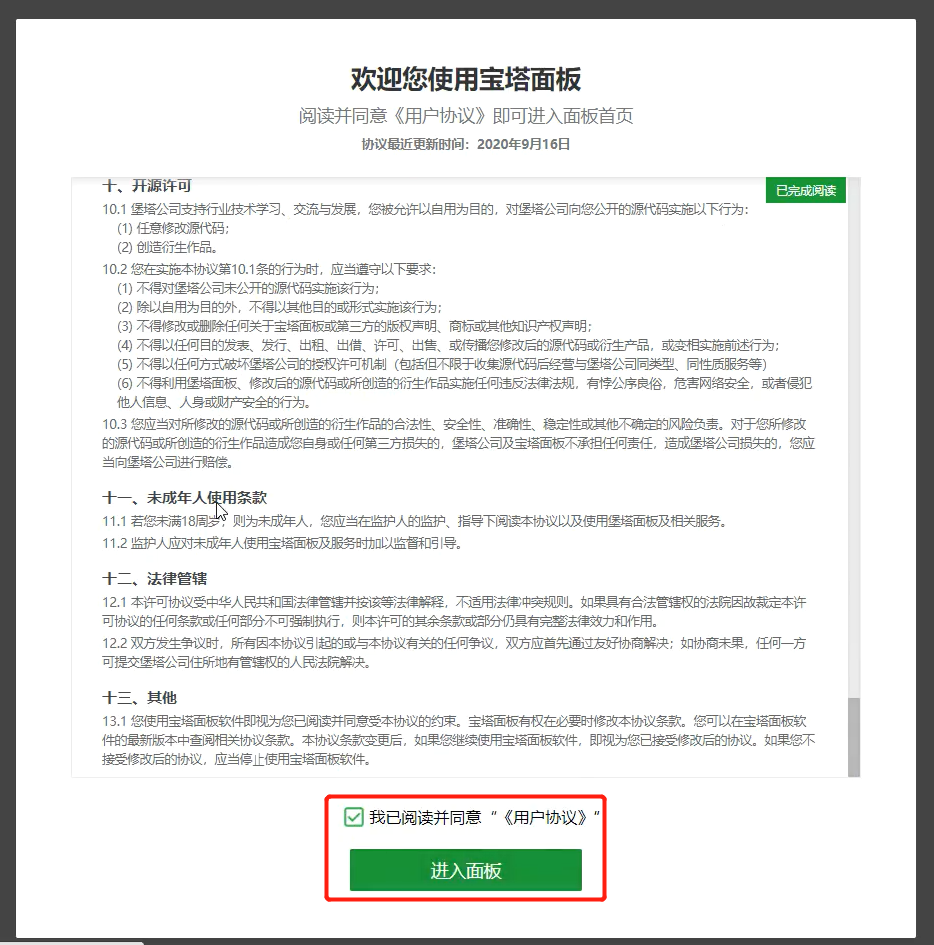 欢迎您使用宝塔面板
阅读并同意《用户协议》即可进入面板首页
协议最近更新时间：2020年9月16日
已完成阅读
十、开源许可
10.1 堡塔公司支持行业技术学习、交流与发展，您被允许以自用为目的，对堡塔公司向您公开的源代码实施以下行为：
(1) 任意修改源代码；
(2) 创造衍生作品。
10.2 您在实施本协议第10.1条的行为时，应当遵守以下要求：
(1) 不得对堡塔公司未公开的源代码实施该行为；
(2) 除以自用为目的外，不得以其他目的或形式实施该行为；
(3) 不得修改或删除任何关于宝塔面板或第三方的版权声明、商标或其他知识产权声明；
(4) 不得以任何目的发表、发行、出租、出借、许可、出售、或传播您修改后的源代码或衍生产品，或变相实施前述行为；
(5) 不得以任何方式破坏堡塔公司的授权许可机制（包括但不限于收集源代码后经营与堡塔公司同类型、同性质服务等）
(6) 不得利用堡塔面板、修改后的源代码或所创造的衍生作品实施任何违反法律法规，有悖公序良俗，危害网络安全，或者侵犯
他人信息、人身或财产安全的行为。
10.3 您应当对所修改的源代码或所创造的衍生作品的合法性、安全性、准确性、稳定性或其他不确定的风险负责。对于您所修改
的源代码或所创造的衍生作品造成您自身或任何第三方损失的，堡塔公司及宝塔面板不承担任何责任，造成堡塔公司损失的，您应
当向堡塔公司进行赔偿。
十一、未成年人使用条款
11.1 若您未满18周岁，则为未成年人，您应当在监护人的监护、指导下阅读本协议以及使用堡塔面板及相关服务。
11.2 监护人应对未成年人使用宝塔面板及服务时加以监督和引导。
十二、法律管辖
12.1 本许可协议受中华人民共和国法律管辖并按该等法律解释，不适用法律冲突规则。如果具有合法管辖权的法院因故裁定本许
可协议的任何条款或任何部分不可强制执行，则本许可的其余条款或部分仍具有完整法律效力和作用。
12.2 双方发生争议时，所有因本协议引起的或与本协议有关的任何争议，双方应首先通过友好协商解决；如协商未果，任何一方
可提交堡塔公司住所地有管辖权的人民法院解决。
十三、其他
13.1 您使用宝塔面板软件即视为您已阅读并同意受本协议的约束。宝塔面板有权在必要时修改本协议条款。您可以在宝塔面板软
件的最新版本中查阅相关协议条款。本协议条款变更后，如果您继续使用宝塔面板软件，即视为您已接受修改后的协议。如果您不
接受修改后的协议，应当停止使用宝塔面板软件。
我已阅读并同意“《用户协议》”
进入面板